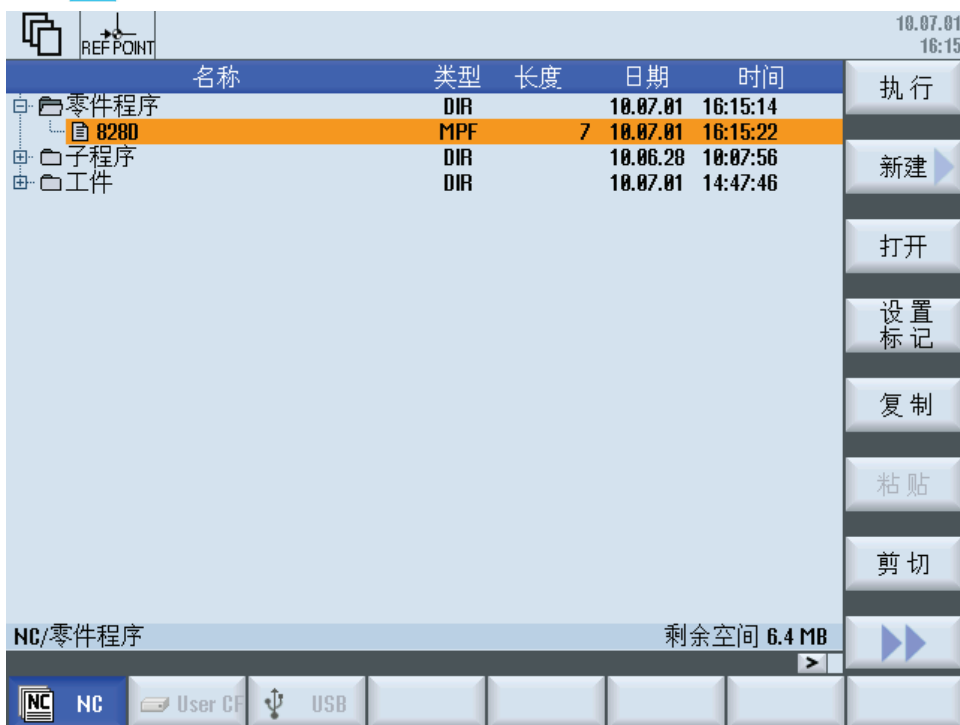 REF POINT
10.07.01
16:15
名称 类型 长度 日期 时间
零件程序 DIR 10.07.01 16:15:14
828D MPF 7 10.07.01 16:15:22
子程序 DIR 10.06.28 10:07:56
工件 DIR 10.07.01 14:47:46
执行
新建
打开
设置
标记
复制
粘贴
剪切
NC/零件程序 剩余空间 6.4 MB
>
NC NC User CF USB